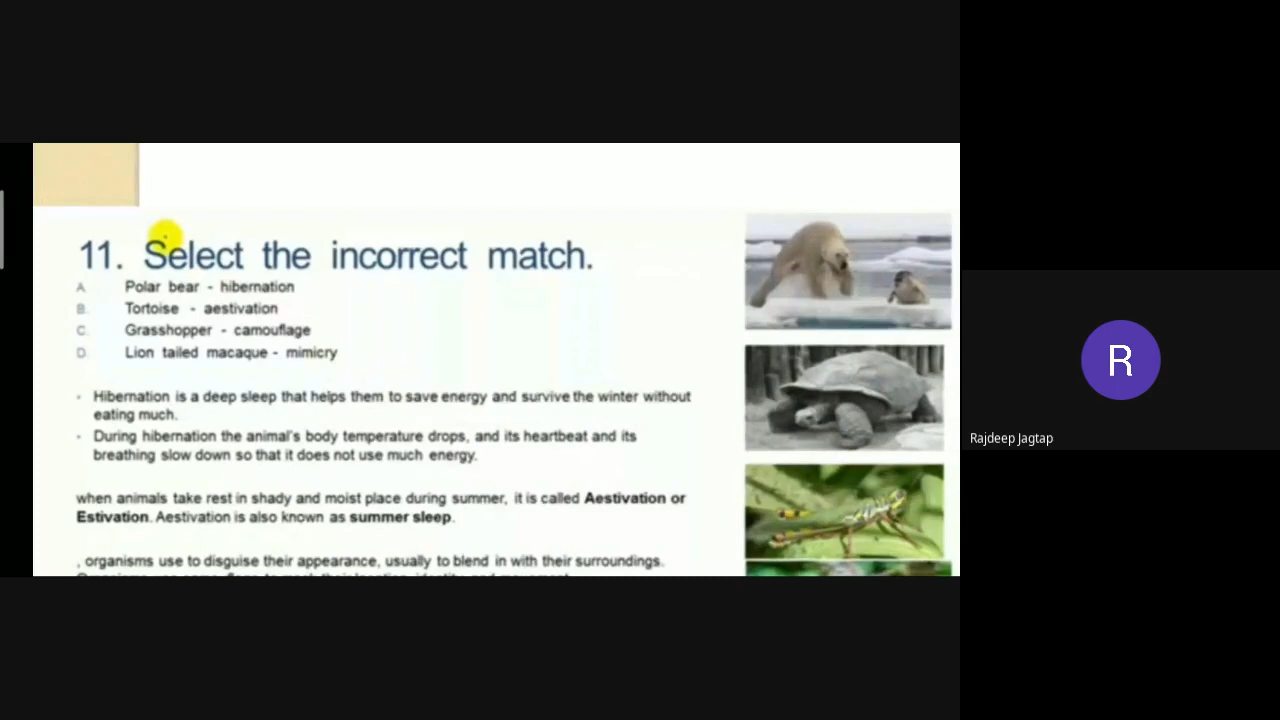 11. Select the incorrect match.
A. Polar bear - hibernation
B. Tortoise - aestivation
C. Grasshopper - camouflage
D. Lion tailed macaque - mimicry
• Hibernation is a deep sleep that helps them to save energy and survive the winter without
eating much.
• During hibernation the animal's body temperature drops, and its heartbeat and its
breathing slow down so that it does not use much energy.
when animals take rest in shady and moist place during summer, it is called Aestivation or
Estivation. Aestivation is also known as summer sleep.
, organisms use to disguise their appearance, usually to blend in with their surroundings.
R
Rajdeep Jagtap